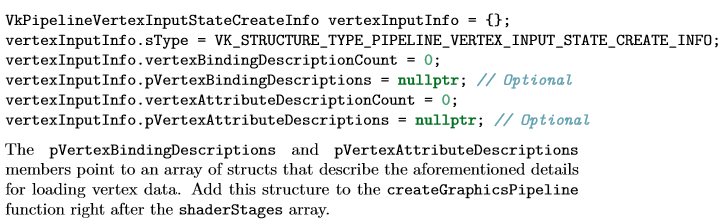 VkPipelineVertexInputStateCreateInfo vertexInputInfo = {};
vertexInputInfo.sType = VK_STRUCTURE_TYPE_PIPELINE_VERTEX_INPUT_STATE_CREATE_INFO;
vertexInputInfo.vertexBindingDescriptionCount = 0;
vertexInputInfo.pVertexBindingDescriptions = nullptr; // Optional
vertexInputInfo.vertexAttributeDescriptionCount = 0;
vertexInputInfo.pVertexAttributeDescriptions = nullptr; // Optional
The pVertexBindingDescriptions and pVertexAttributeDescriptions
members point to an array of structs that describe the aforementioned details
for loading vertex data. Add this structure to the createGraphicsPipeline
function right after the shaderStages array.